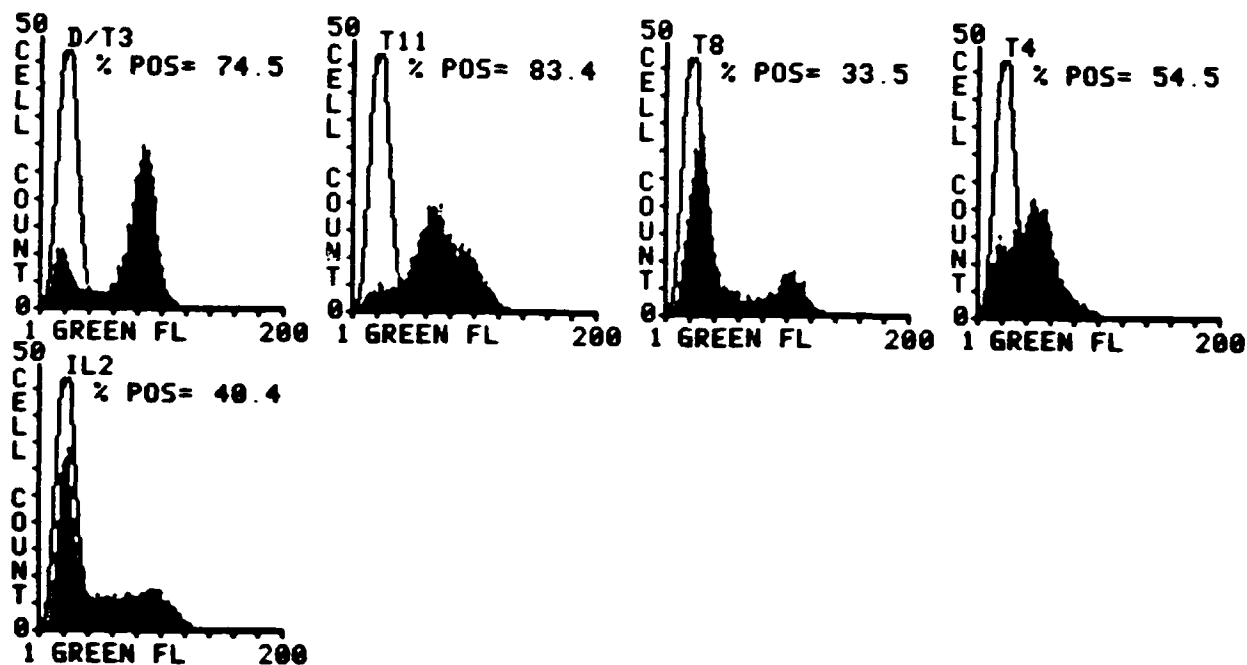 50
D/T3
% POS= 74.5
CELL COUNT
0
1 GREEN FL 200
50
T11
% POS= 83.4
CELL COUNT
0
1 GREEN FL 200
50
T8
% POS= 33.5
CELL COUNT
0
1 GREEN FL 200
50
T4
% POS= 54.5
CELL COUNT
0
1 GREEN FL 200
50
IL2
% POS= 40.4
CELL COUNT
0
1 GREEN FL 200